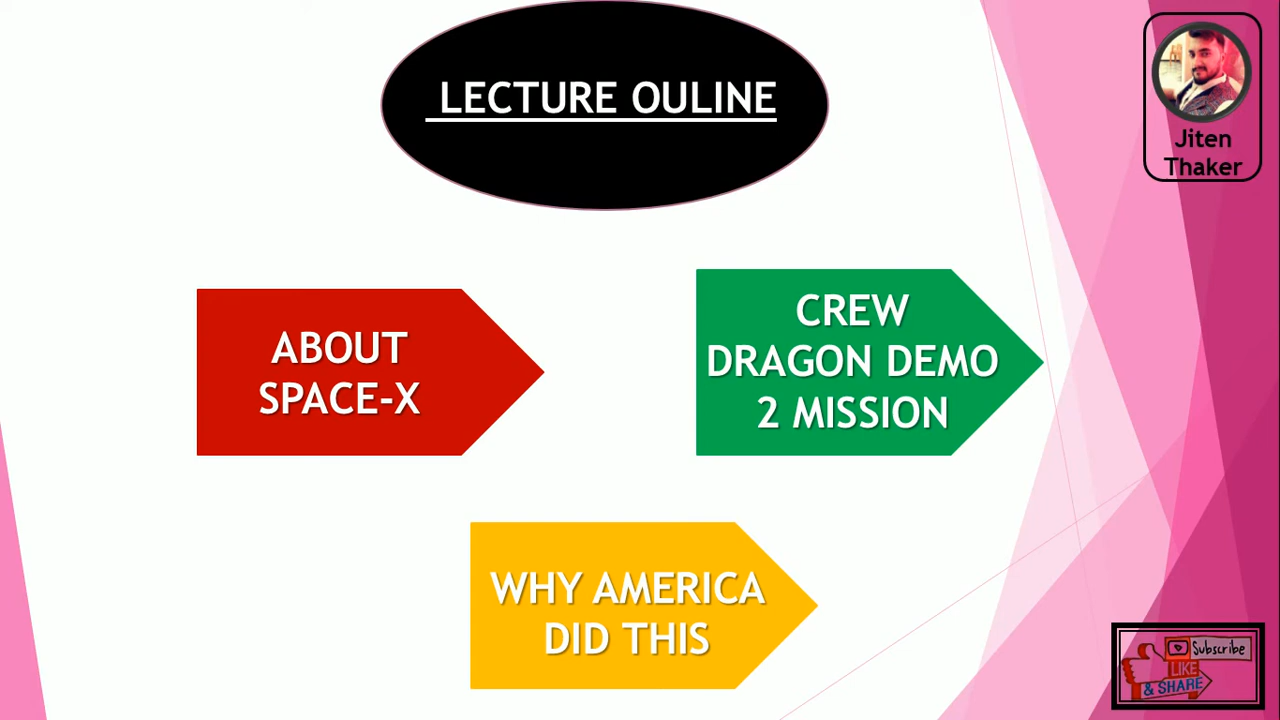 LECTURE OULINE
Jiten
Thaker
ABOUT
SPACE-X
CREW
DRAGON DEMO
2 MISSION
WHY AMERICA
DID THIS
Subscribe
LIKE
& SHARE